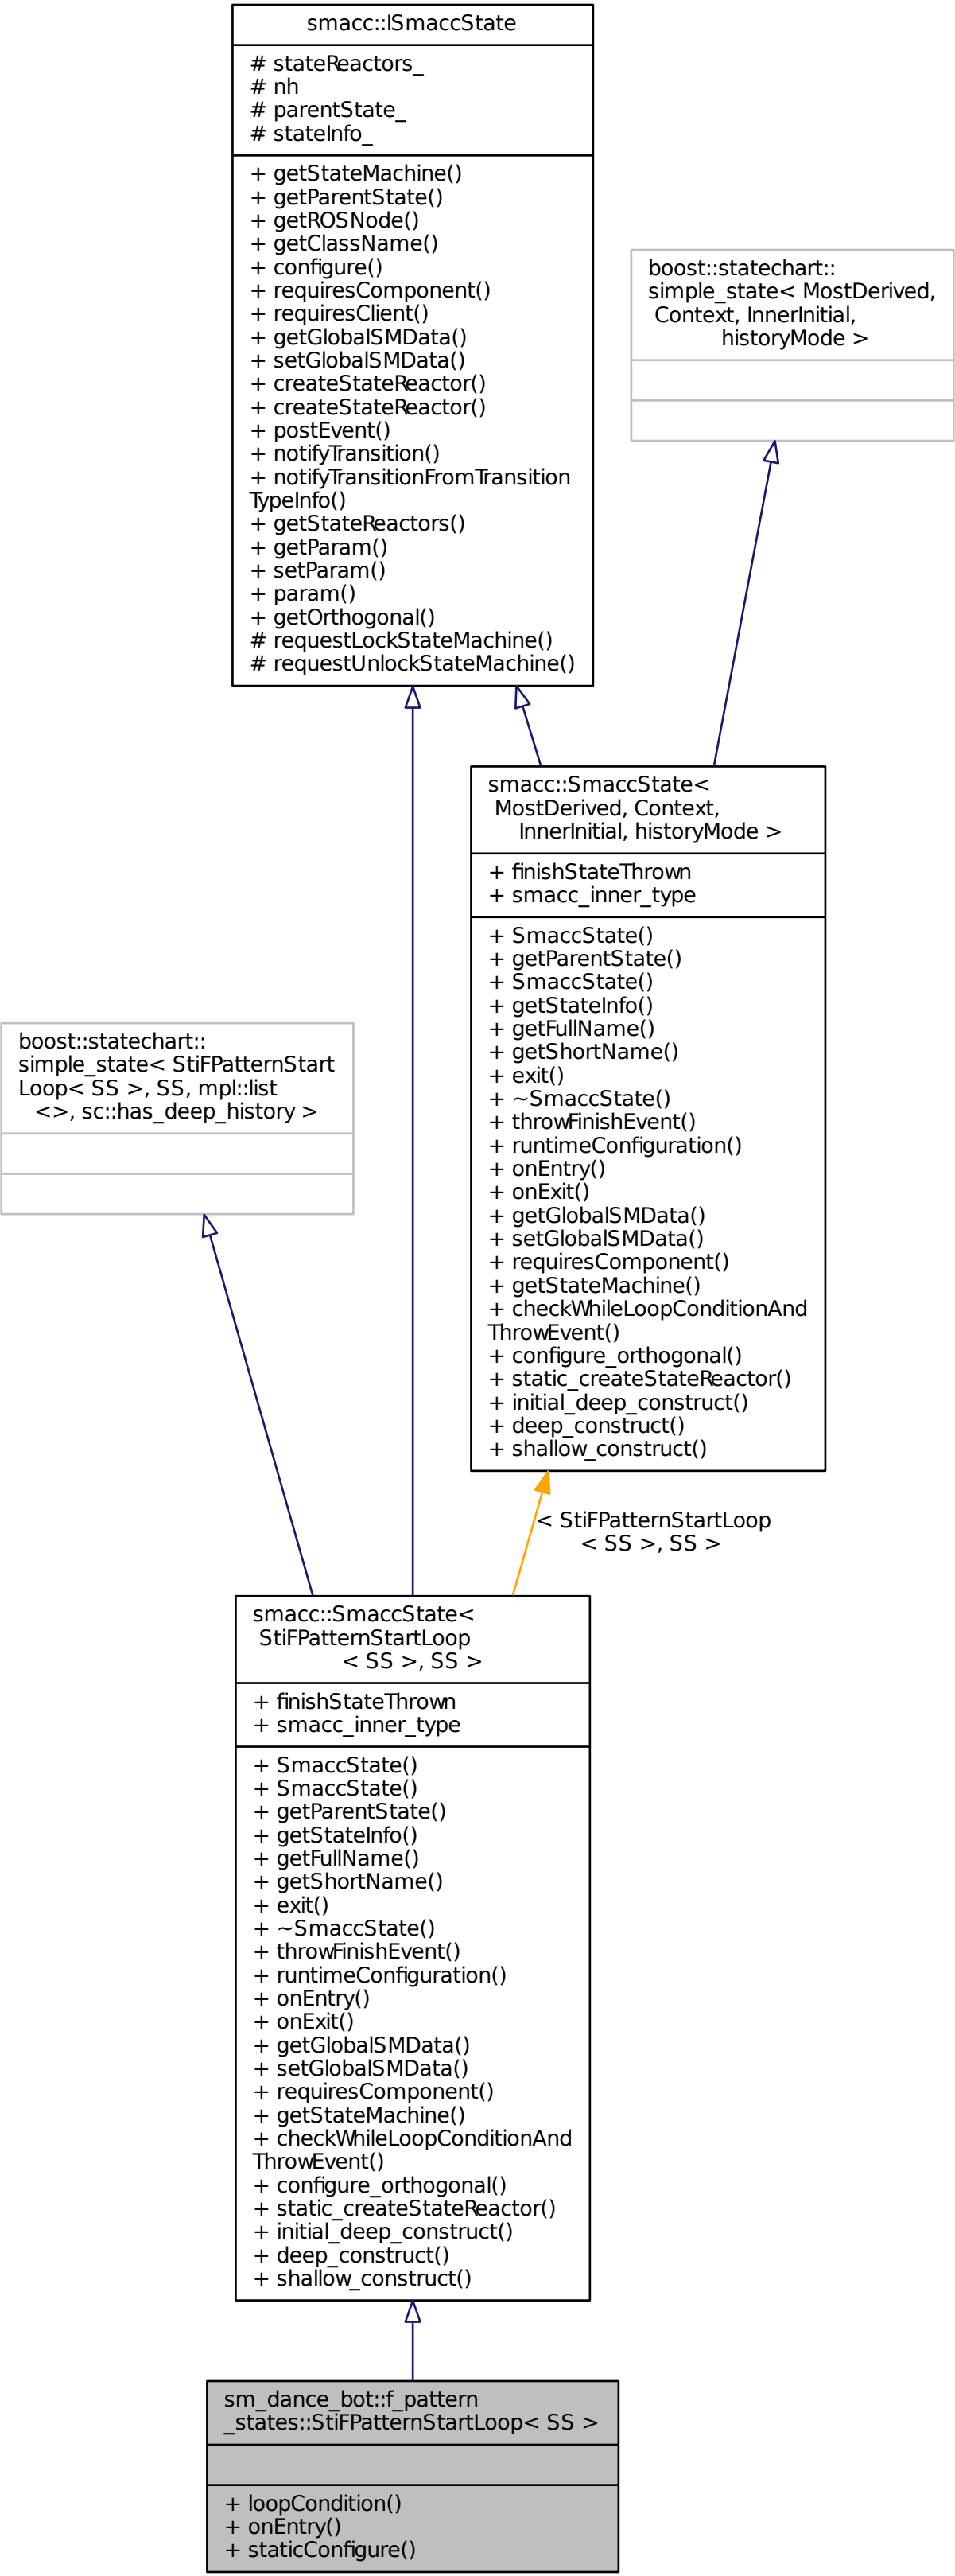 smacc::ISmaccState
# stateReactors_
# nh
# parentState_
# stateInfo_
+ getStateMachine()
+ getParentState()
+ getROSNode()
+ getClassName()
+ configure()
+ requiresComponent()
+ requiresClient()
+ getGlobalSMData()
+ setGlobalSMData()
+ createStateReactor()
+ createStateReactor()
+ postEvent()
+ notifyTransition()
+ notifyTransitionFromTransition
TypeInfo()
+ getStateReactors()
+ getParam()
+ setParam()
+ param()
+ getOrthogonal()
# requestLockStateMachine()
# requestUnlockStateMachine()
boost::statechart::
simple_state< MostDerived,
Context, InnerInitial,
historyMode >
smacc::SmaccState<
MostDerived, Context,
InnerInitial, historyMode >
+ finishStateThrown
+ smacc_inner_type
+ SmaccState()
+ getParentState()
+ SmaccState()
+ getStateInfo()
+ getFullName()
+ getShortName()
+ exit()
+ ~SmaccState()
+ throwFinishEvent()
+ runtimeConfiguration()
+ onEntry()
+ onExit()
+ getGlobalSMData()
+ setGlobalSMData()
+ requiresComponent()
+ getStateMachine()
+ checkWhileLoopConditionAnd
ThrowEvent()
+ configure_orthogonal()
+ static_createStateReactor()
+ initial_deep_construct()
+ deep_construct()
+ shallow_construct()
boost::statechart::
simple_state< StiFPatternStart
Loop< SS >, SS, mpl::list
<>, sc::has_deep_history >
< StiFPatternStartLoop
< SS >, SS >
smacc::SmaccState<
StiFPatternStartLoop
< SS >, SS >
+ finishStateThrown
+ smacc_inner_type
+ SmaccState()
+ SmaccState()
+ getParentState()
+ getStateInfo()
+ getFullName()
+ getShortName()
+ exit()
+ ~SmaccState()
+ throwFinishEvent()
+ runtimeConfiguration()
+ onEntry()
+ onExit()
+ getGlobalSMData()
+ setGlobalSMData()
+ requiresComponent()
+ getStateMachine()
+ checkWhileLoopConditionAnd
ThrowEvent()
+ configure_orthogonal()
+ static_createStateReactor()
+ initial_deep_construct()
+ deep_construct()
+ shallow_construct()
sm_dance_bot::f_pattern
_states::StiFPatternStartLoop< SS >
+ loopCondition()
+ onEntry()
+ staticConfigure()